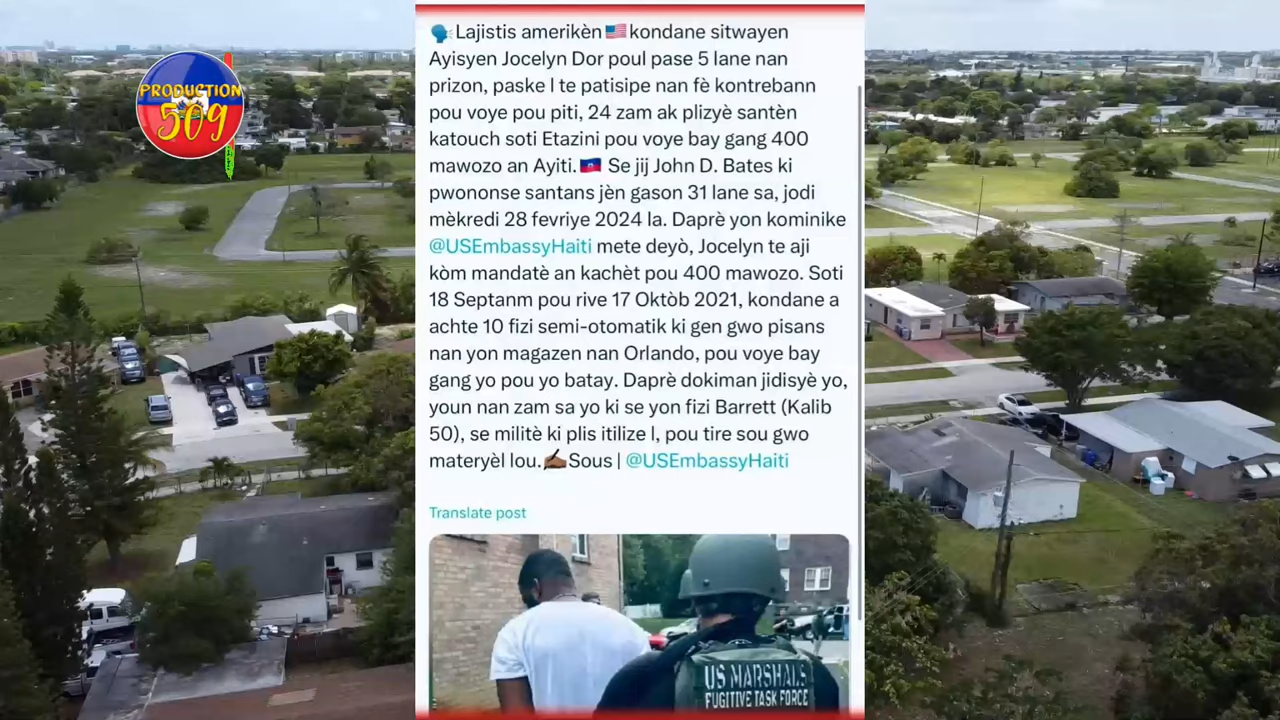 PRODUCTION
509
🗣️Lajistis amerikèn🇺🇸kondane sitwayen
Ayisyen Jocelyn Dor poul pase 5 lane nan
prizon, paske l te patisipe nan fè kontrebann
pou voye pou piti, 24 zam ak plizyè santèn
katouch soti Etazini pou voye bay gang 400
mawozo an Ayiti.🇭🇹 Se jij John D. Bates ki
pwononse santans jèn gason 31 lane sa, jodi
mèkredi 28 fevriye 2024 la. Daprè yon kominike
@USEmbassyHaiti mete deyò, Jocelyn te aji
kòm mandatè an kachèt pou 400 mawozo. Soti
18 Septanm pou rive 17 Oktòb 2021, kondane a
achte 10 fizi semi-otomatik ki gen gwo pisans
nan yon magazen nan Orlando, pou voye bay
gang yo pou yo batay. Daprè dokiman jidisyè yo,
youn nan zam sa yo ki se yon fizi Barrett (Kalib
50), se militè ki plis itilize l, pou tire sou gwo
materyèl lou.✍🏾Sous | @USEmbassyHaiti
Translate post
US MARSHALS
FUGITIVE TASK FORCE